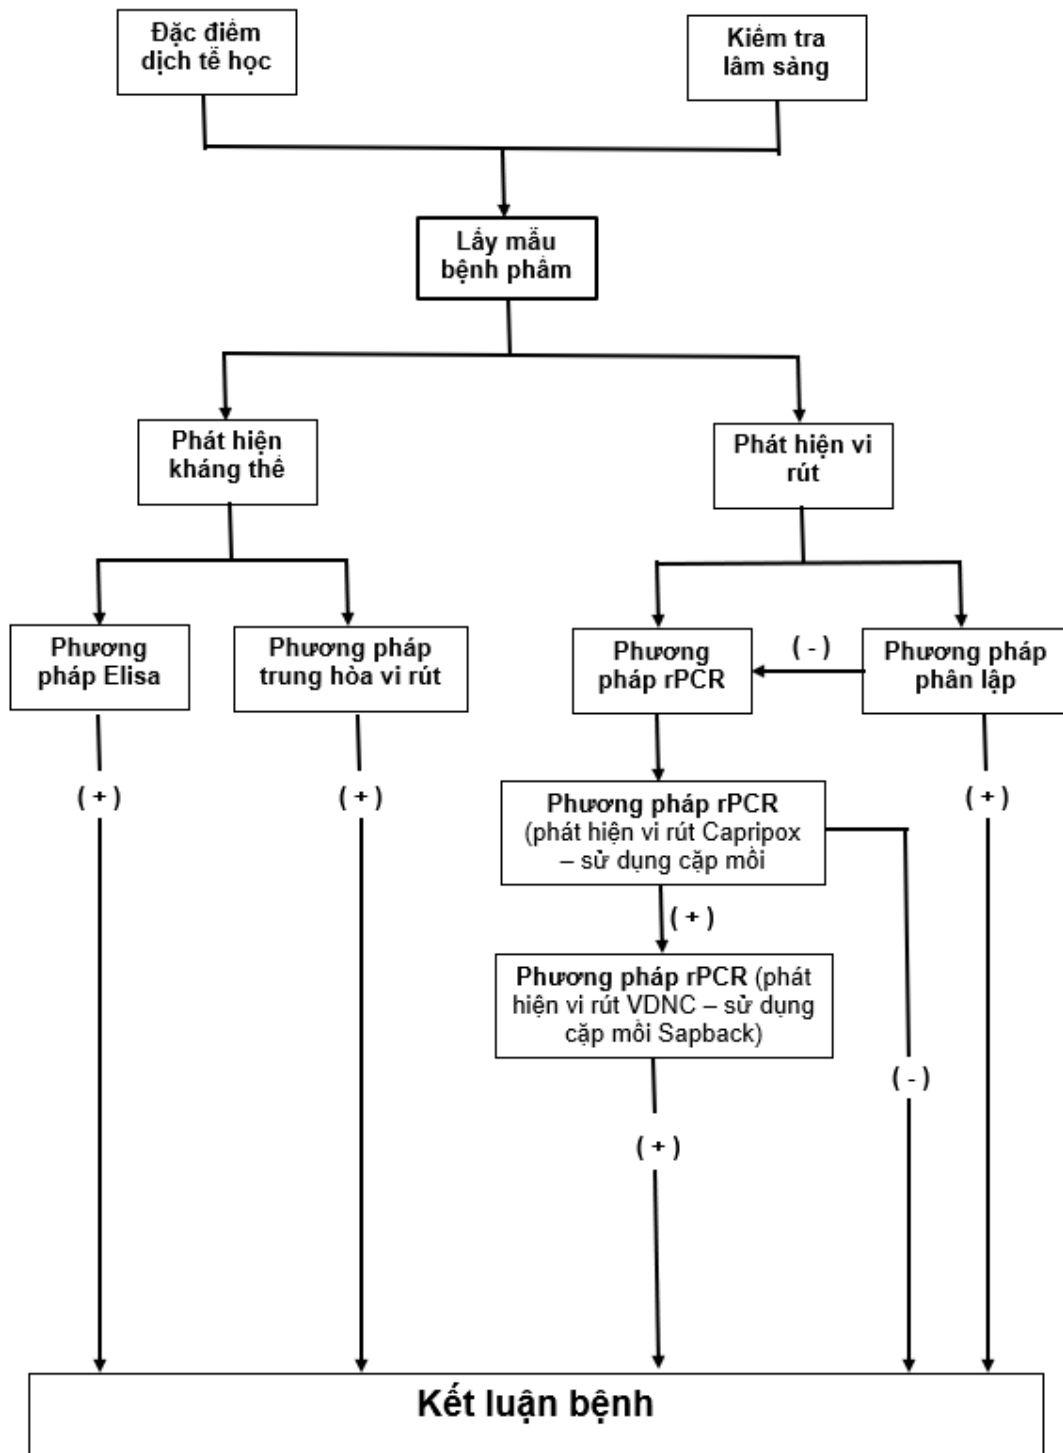 Đặc điểm
dịch tễ học
Kiểm tra
lâm sàng
Lấy mẫu
bệnh phẩm
Phát hiện
kháng thể
Phát hiện vi
rút
Phương
pháp Elisa
Phương pháp
trung hòa vi rút
Phương
pháp rPCR
( - )
Phương pháp
phân lập
( + )
( + )
Phương pháp rPCR
(phát hiện vi rút Capripox
– sử dụng cặp mồi
( + )
( + )
Phương pháp rPCR (phát
hiện vi rút VDNC – sử dụng
cặp mồi Sapback)
( - )
( + )
Kết luận bệnh